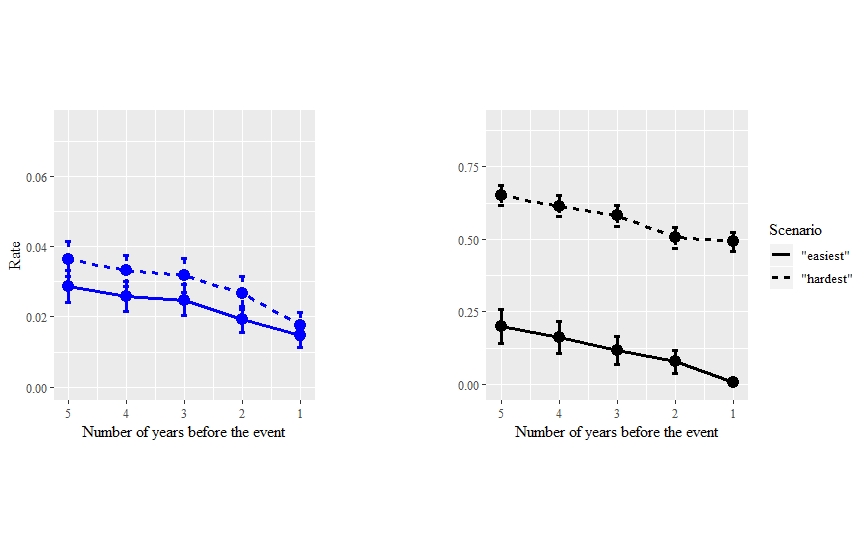 Rate
0.06
0.04
0.02
0.00
5 4 3 2 1
Number of years before the event
0.75
0.50
0.25
0.00
5 4 3 2 1
Number of years before the event
Scenario
"easiest"
"hardest"